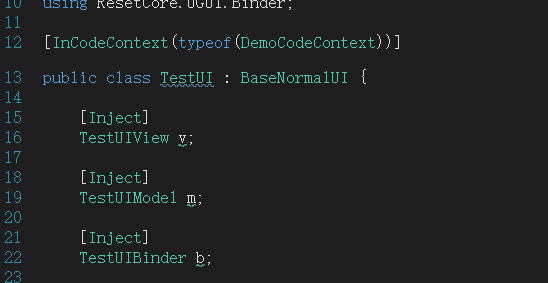 10 using ResetCore.UGUI.Binder;
11
12 [InCodeContext(typeof(DemoCodeContext))]
13 public class TestUI : BaseNormalUI {
14
15 [Inject]
16 TestUIView v;
17
18 [Inject]
19 TestUIModel m;
20
21 [Inject]
22 TestUIBinder b;
23